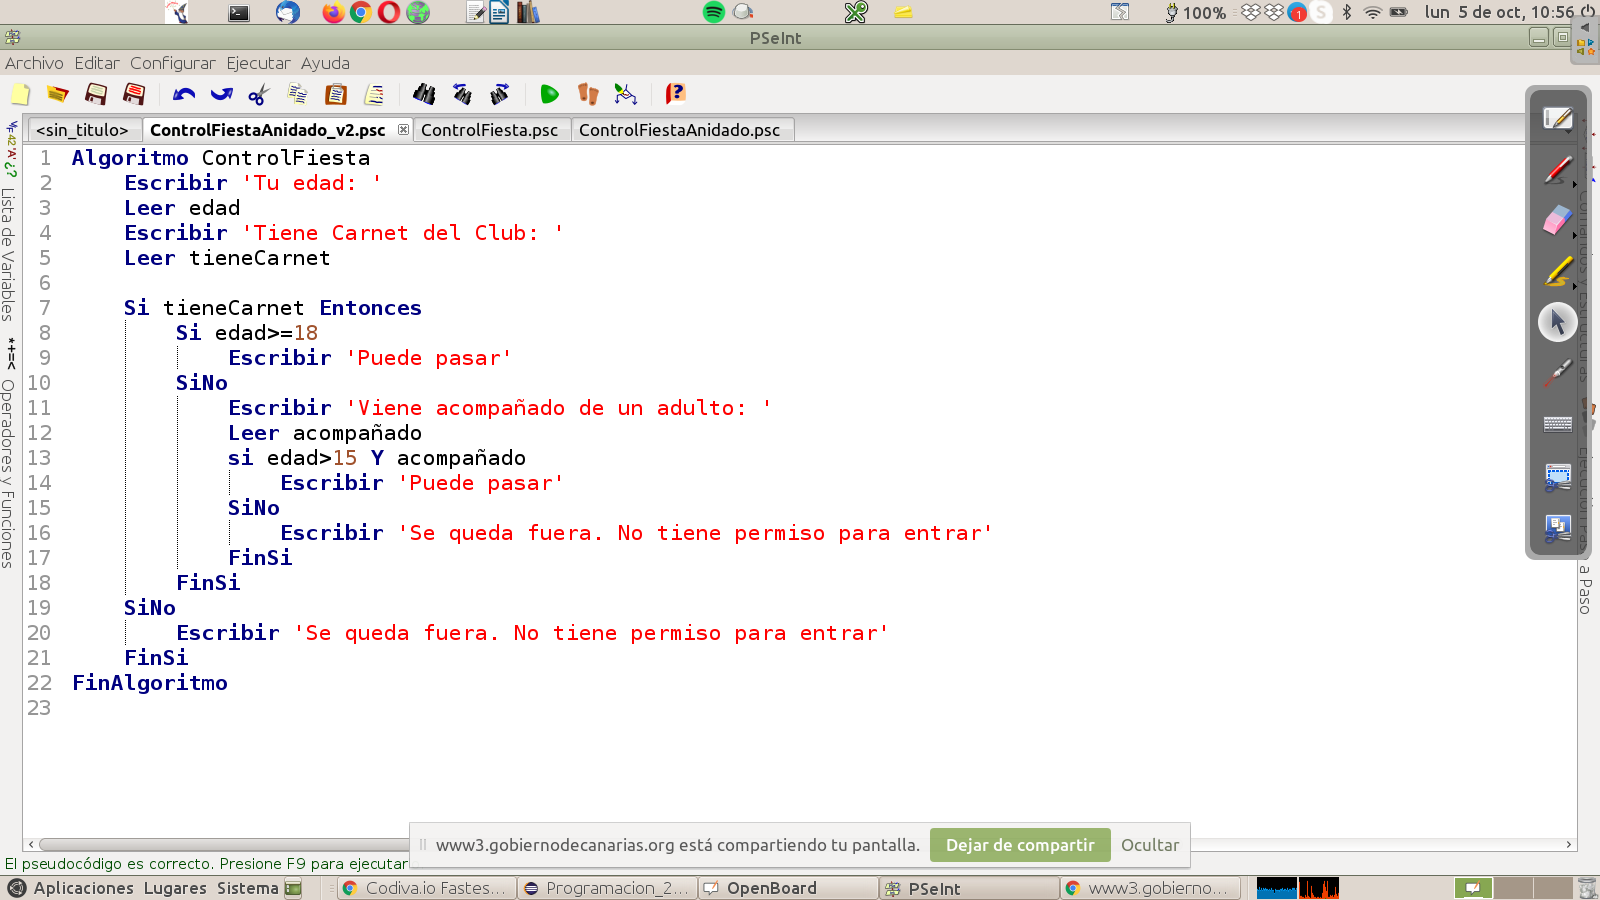 100%
1
S
lun 5 de oct, 10:56
PSeInt
Archivo Editar Configurar Ejecutar Ayuda
<sin_titulo> ControlFiestaAnidado_v2.psc ControlFiesta.psc ControlFiestaAnidado.psc
1 Algoritmo ControlFiesta
2 Escribir 'Tu edad: '
3 Leer edad
4 Escribir 'Tiene Carnet del Club: '
5 Leer tieneCarnet
6
7 Si tieneCarnet Entonces
8 Si edad>=18
9 Escribir 'Puede pasar'
10 SiNo
11 Escribir 'Viene acompañado de un adulto: '
12 Leer acompañado
13 si edad>15 Y acompañado
14 Escribir 'Puede pasar'
15 SiNo
16 Escribir 'Se queda fuera. No tiene permiso para entrar'
17 FinSi
18 FinSi
19 SiNo
20 Escribir 'Se queda fuera. No tiene permiso para entrar'
21 FinSi
22 FinAlgoritmo
23
Lista de Variables
*+=< Operadores y Funciones
a Paso
www3.gobiernodecanarias.org está compartiendo tu pantalla. Dejar de compartir Ocultar
El pseudocódigo es correcto. Presione F9 para ejecutar
Aplicaciones Lugares Sistema Codiva.io Fastes... Programacion_2... OpenBoard PSeInt www3.gobierno...